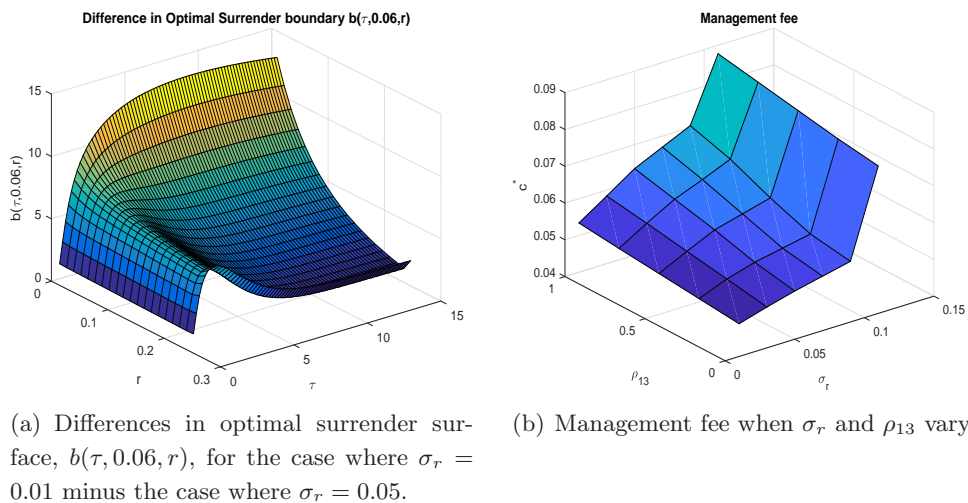 Difference in Optimal Surrender boundary b(τ,0.06,r)
b(τ,0.06,r)
15
10
5
0
0
0.1
0.2
0.3
r
0
5
10
15
τ
Management fee
c*
0.09
0.08
0.07
0.06
0.05
0.04
1
0.5
0
ρ13
0
0.05
0.1
0.15
σr
(a) Differences in optimal surrender sur-
face, b(τ, 0.06, r), for the case where σr =
0.01 minus the case where σr = 0.05.
(b) Management fee when σr and ρ13 vary